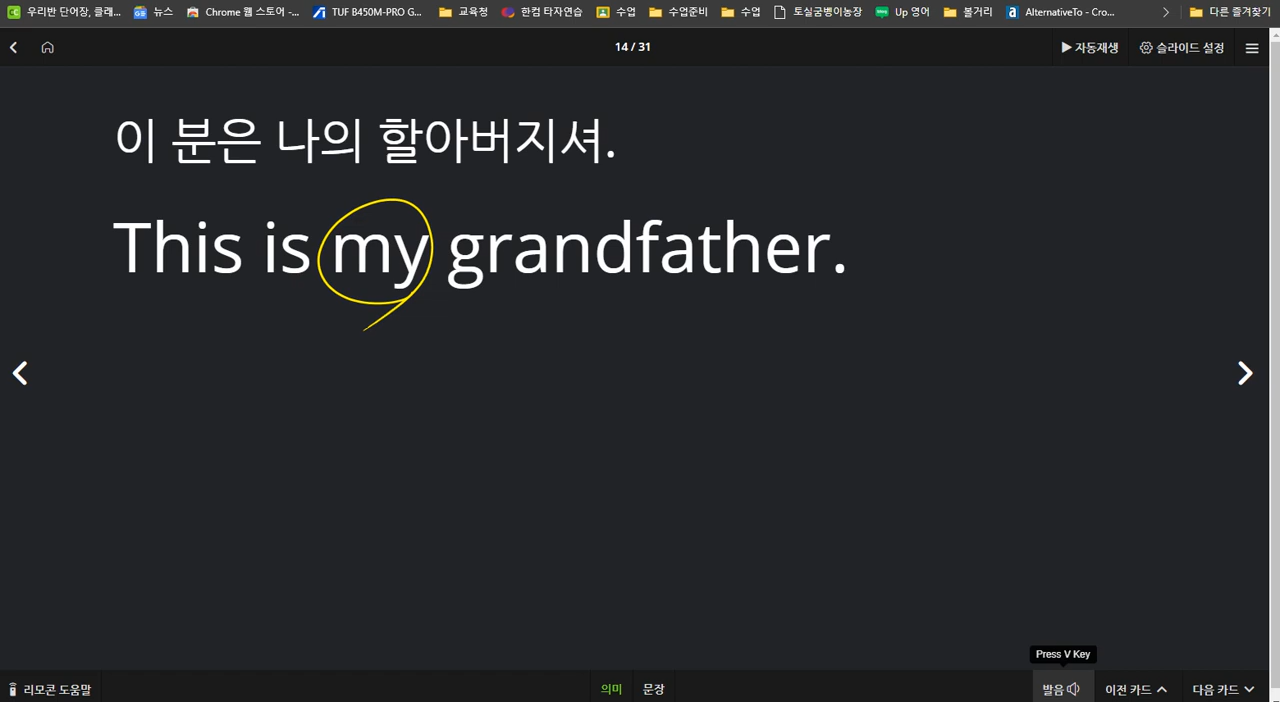 우리반 단어장, 클래... 뉴스 Chrome 웹 스토어 -... TUF B450M-PRO G... 교육청 한컴 타자연습 수업 수업준비 수업 토실굼벵이농장 Up 영어 볼거리 AlternativeTo - Cro... 다른 즐겨찾기
14 / 31 자동재생 슬라이드 설정
이 분은 나의 할아버지셔.
This is my grandfather.
Press V Key
리모콘 도움말 의미 문장 발음 이전 카드 다음 카드